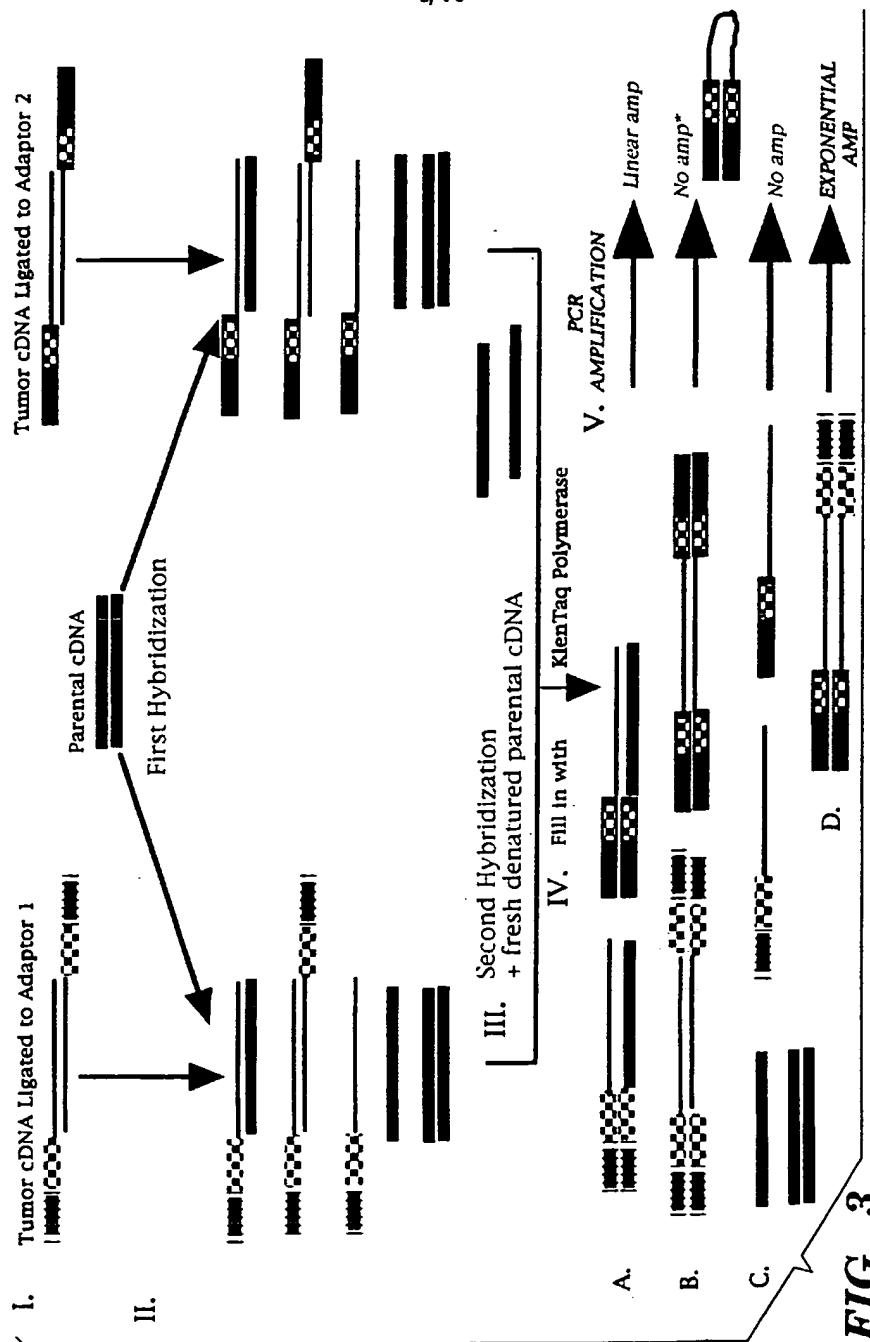 I. Tumor cDNA Ligated to Adaptor 1
Tumor cDNA Ligated to Adaptor 2
Parental cDNA
First Hybridization
II.
III. Second Hybridization
+ fresh denatured parental cDNA
IV. Fill in with KlenTaq Polymerase
V. PCR
AMPLIFICATION
A.
Linear amp
B.
No amp*
C.
No amp
D.
EXPONENTIAL
AMP
FIG. 3